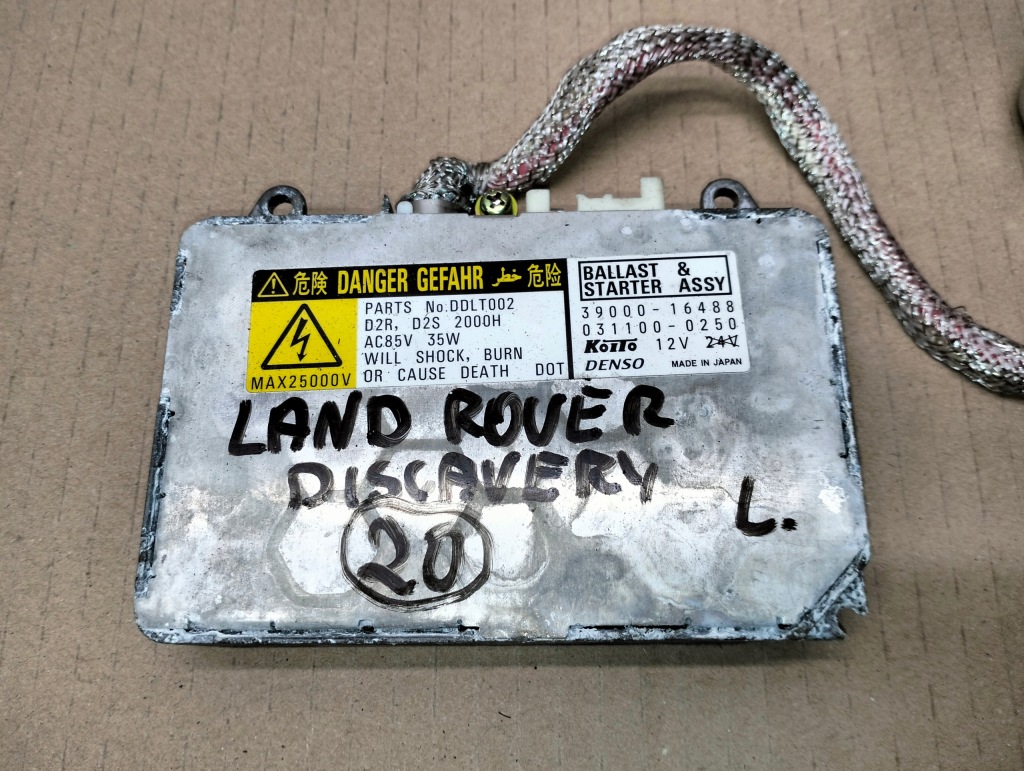 危険 DANGER GEFAHR خطر 危险
MAX25000V
PARTS No.DDLT002
D2R, D2S 2000H
AC85V 35W
WILL SHOCK, BURN
OR CAUSE DEATH DOT
BALLAST &
STARTER ASSY
39000-16488
031100-0250
KOITO 12V 24V
DENSO MADE IN JAPAN
LAND ROVER
DISCAVERY
L.
20